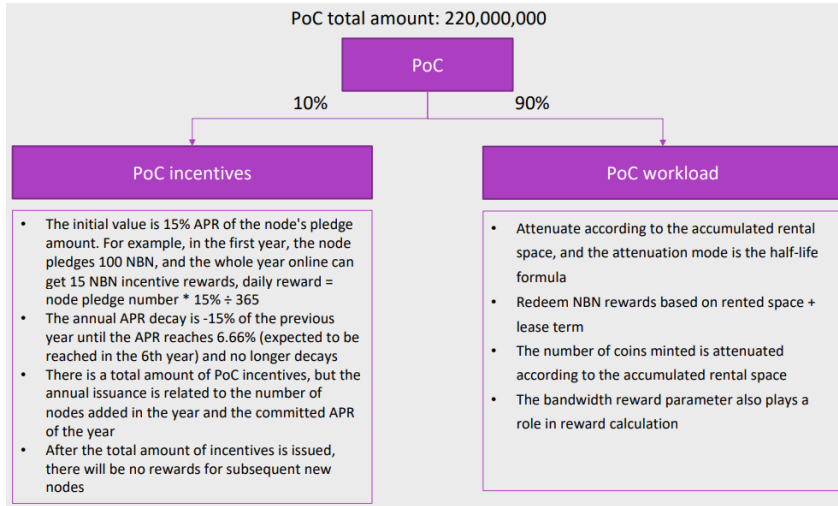 PoC total amount: 220,000,000
PoC
10%
90%
PoC incentives
• The initial value is 15% APR of the node's pledge
amount. For example, in the first year, the node
pledges 100 NBN, and the whole year online can
get 15 NBN incentive rewards, daily reward =
node pledge number * 15% ÷ 365
• The annual APR decay is -15% of the previous
year until the APR reaches 6.66% (expected to be
reached in the 6th year) and no longer decays
• There is a total amount of PoC incentives, but the
annual issuance is related to the number of
nodes added in the year and the committed APR
of the year
• After the total amount of incentives is issued,
there will be no rewards for subsequent new
nodes
PoC workload
• Attenuate according to the accumulated rental
space, and the attenuation mode is the half-life
formula
• Redeem NBN rewards based on rented space +
lease term
• The number of coins minted is attenuated
according to the accumulated rental space
• The bandwidth reward parameter also plays a
role in reward calculation